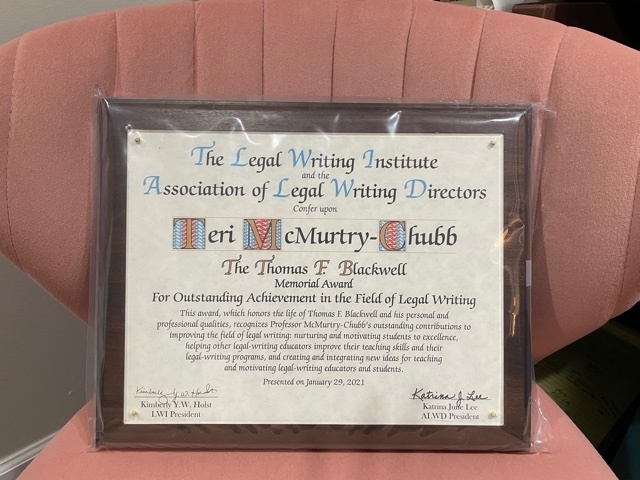 The Legal Writing Institute
and the
Association of Legal Writing Directors
Confer upon
Teri McMurtry-Chubb
The Thomas F Blackwell
Memorial Award
For Outstanding Achievement in the Field of Legal Writing
This award, which honors the life of Thomas F. Blackwell and his personal and
professional qualities, recognizes Professor McMurtry-Chubb's outstanding contributions to
improving the field of legal writing: nurturing and motivating students to excellence,
helping other legal-writing educators improve their teaching skills and their
legal-writing programs, and creating and integrating new ideas for teaching
and motivating legal-writing educators and students.
Presented on January 29, 2021
Kimberly Y.W. Holst
Katrina J. Lee
Kimberly Y.W. Holst
Katrina June Lee
LWI President
ALWD President